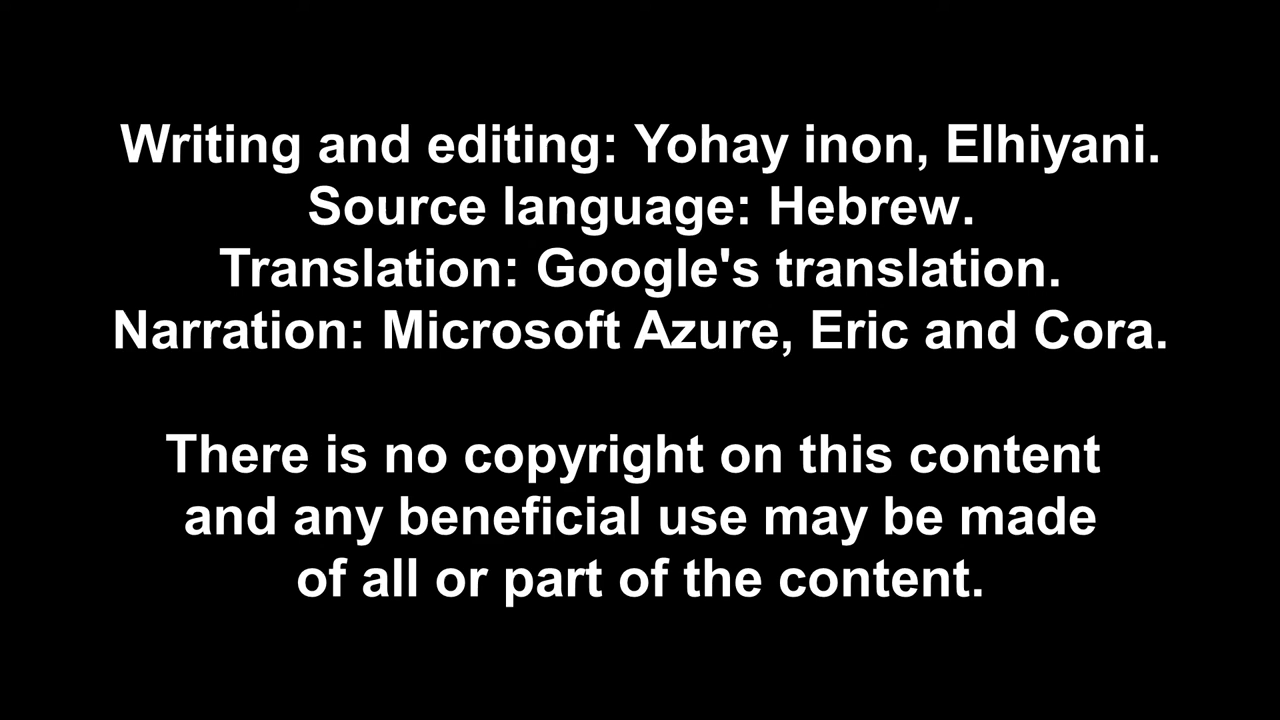 Writing and editing: Yohay inon, Elhiyani.
Source language: Hebrew.
Translation: Google's translation.
Narration: Microsoft Azure, Eric and Cora.
There is no copyright on this content
and any beneficial use may be made
of all or part of the content.